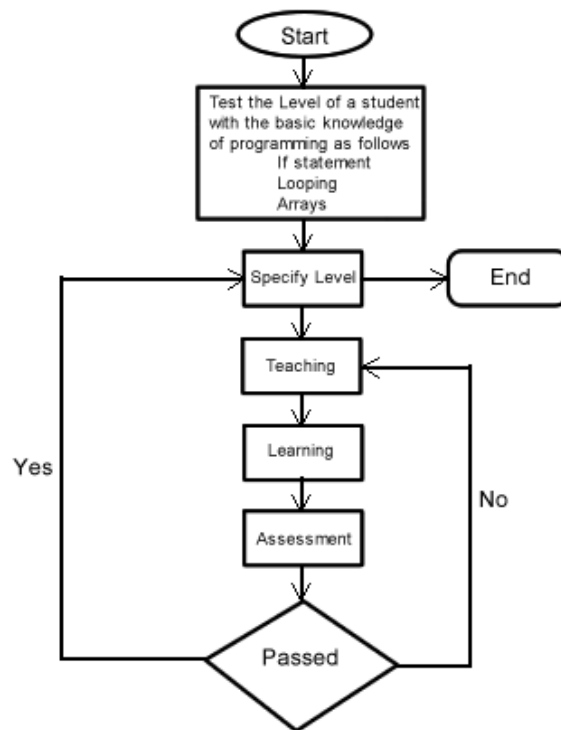 Start
Test the Level of a student
with the basic knowledge
of programming as follows
If statement
Looping
Arrays
Specify Level
End
Teaching
Learning
Yes
No
Assessment
Passed